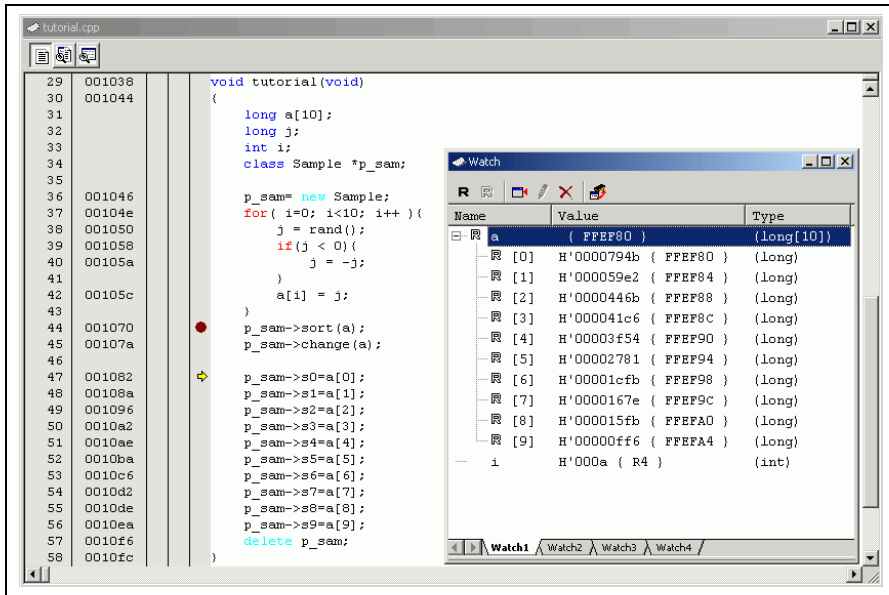 tutorial.cpp
29 001038 void tutorial(void)
30 001044 {
31 long a[10];
32 long j;
33 int i;
34 class Sample *p_sam;
35
36 001046 p_sam= new Sample;
37 00104e for( i=0; i<10; i++ ){
38 001050 j = rand();
39 001058 if(j < 0){
40 00105a j = -j;
41 }
42 00105c a[i] = j;
43 }
44 001070 p_sam->sort(a);
45 00107a p_sam->change(a);
46
47 001082 p_sam->s0=a[0];
48 00108a p_sam->s1=a[1];
49 001096 p_sam->s2=a[2];
50 0010a2 p_sam->s3=a[3];
51 0010ae p_sam->s4=a[4];
52 0010ba p_sam->s5=a[5];
53 0010c6 p_sam->s6=a[6];
54 0010d2 p_sam->s7=a[7];
55 0010de p_sam->s8=a[8];
56 0010ea p_sam->s9=a[9];
57 0010f6 delete p_sam;
58 0010fc }
Watch
R R
Name Value Type
R a { FFEF80 } (long[10])
R [0] H'0000794b { FFEF80 } (long)
R [1] H'000059e2 { FFEF84 } (long)
R [2] H'0000446b { FFEF88 } (long)
R [3] H'000041c6 { FFEF8C } (long)
R [4] H'00003f54 { FFEF90 } (long)
R [5] H'00002781 { FFEF94 } (long)
R [6] H'00001cfb { FFEF98 } (long)
R [7] H'0000167e { FFEF9C } (long)
R [8] H'000015fb { FFEFA0 } (long)
R [9] H'00000ff6 { FFEFA4 } (long)
i H'000a { R4 } (int)
Watch1 Watch2 Watch3 Watch4